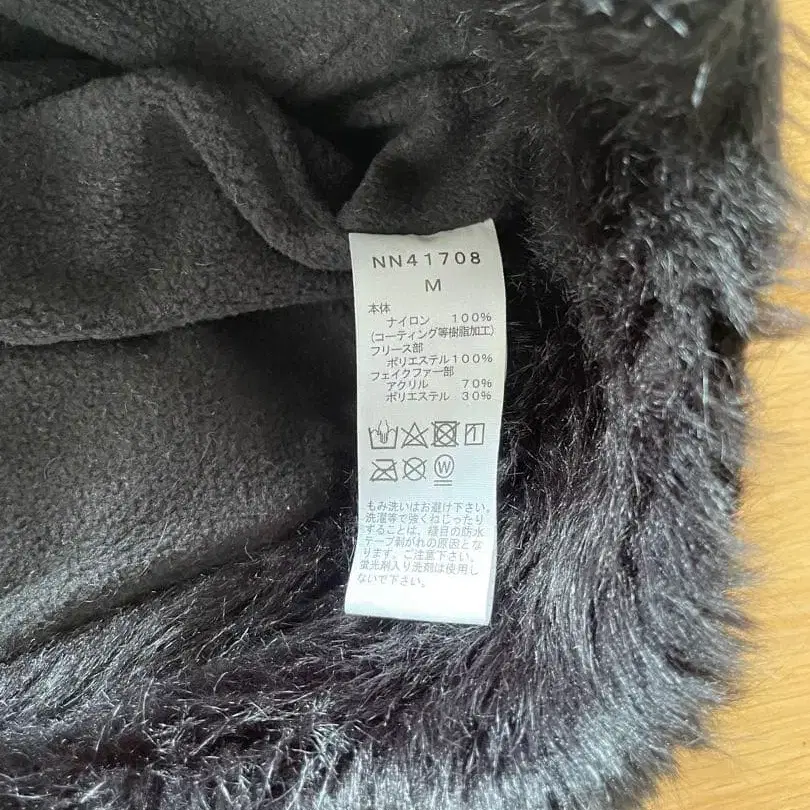 NN41708
M
本体
ナイロン 100%
(コーティング等樹脂加工)
フリース部
ポリエステル100%
フェイクファー部
アクリル 70%
ポリエステル 30%
W
もみ洗いはお避け下さい。
洗濯等で強くねじったり
することは、縫目の防水
テープ剥がれの原因とな
ります。ご注意下さい。
蛍光剤入り洗剤は使用し
ないで下さい。